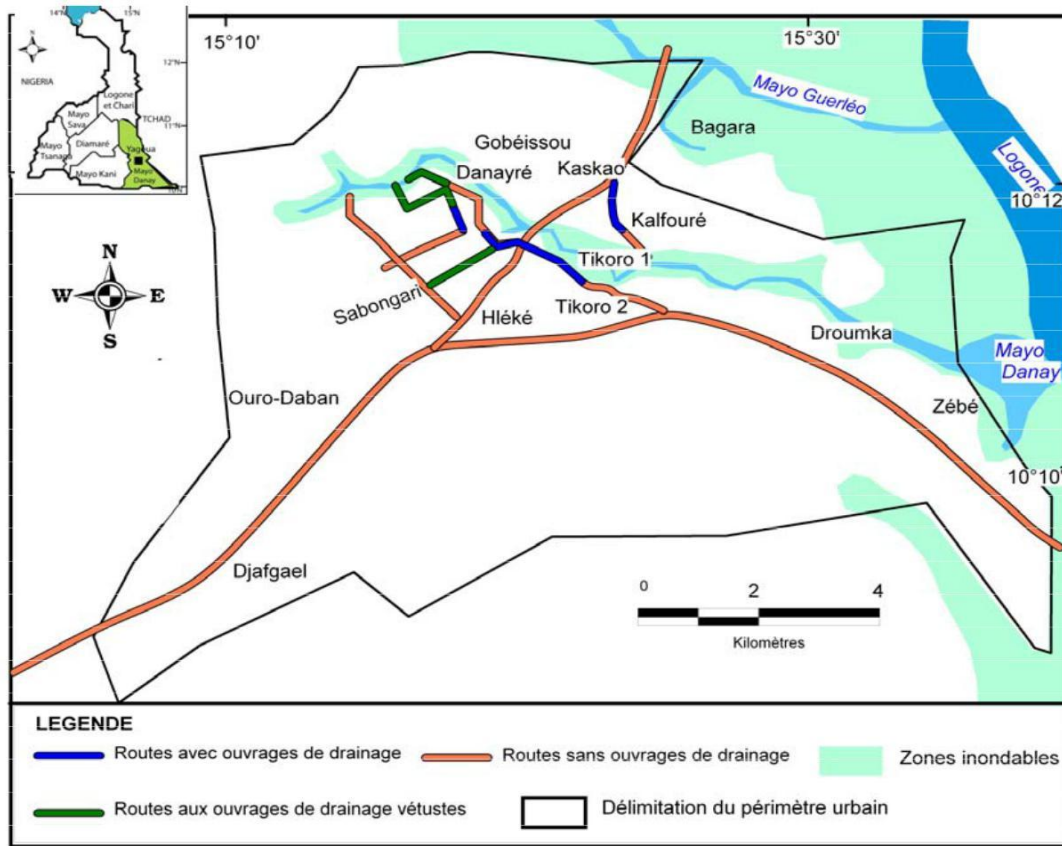 14°N
15°N
12°N
NIGERIA
Logone
et Chari
TCHAD
11°N
Mayo
Sava
Mayo
Tsanaga
Diamaré
Yagoua
Mayo Kani
Mayo
Danay
15°10'
15°30'
Mayo Guerléo
Logone
Gobéissou
Bagara
Danayré
Kaskao
10°12'
Kalfouré
N
W
E
S
Tikoro 1
Sabongari
Hléké
Tikoro 2
Droumka
Mayo
Danay
Ouro-Daban
Zébé
10°10'
Djafgael
0 2 4
Kilomètres
LEGENDE
Routes avec ouvrages de drainage
Routes sans ouvrages de drainage
Zones inondables
Routes aux ouvrages de drainage vétustes
Délimitation du périmètre urbain